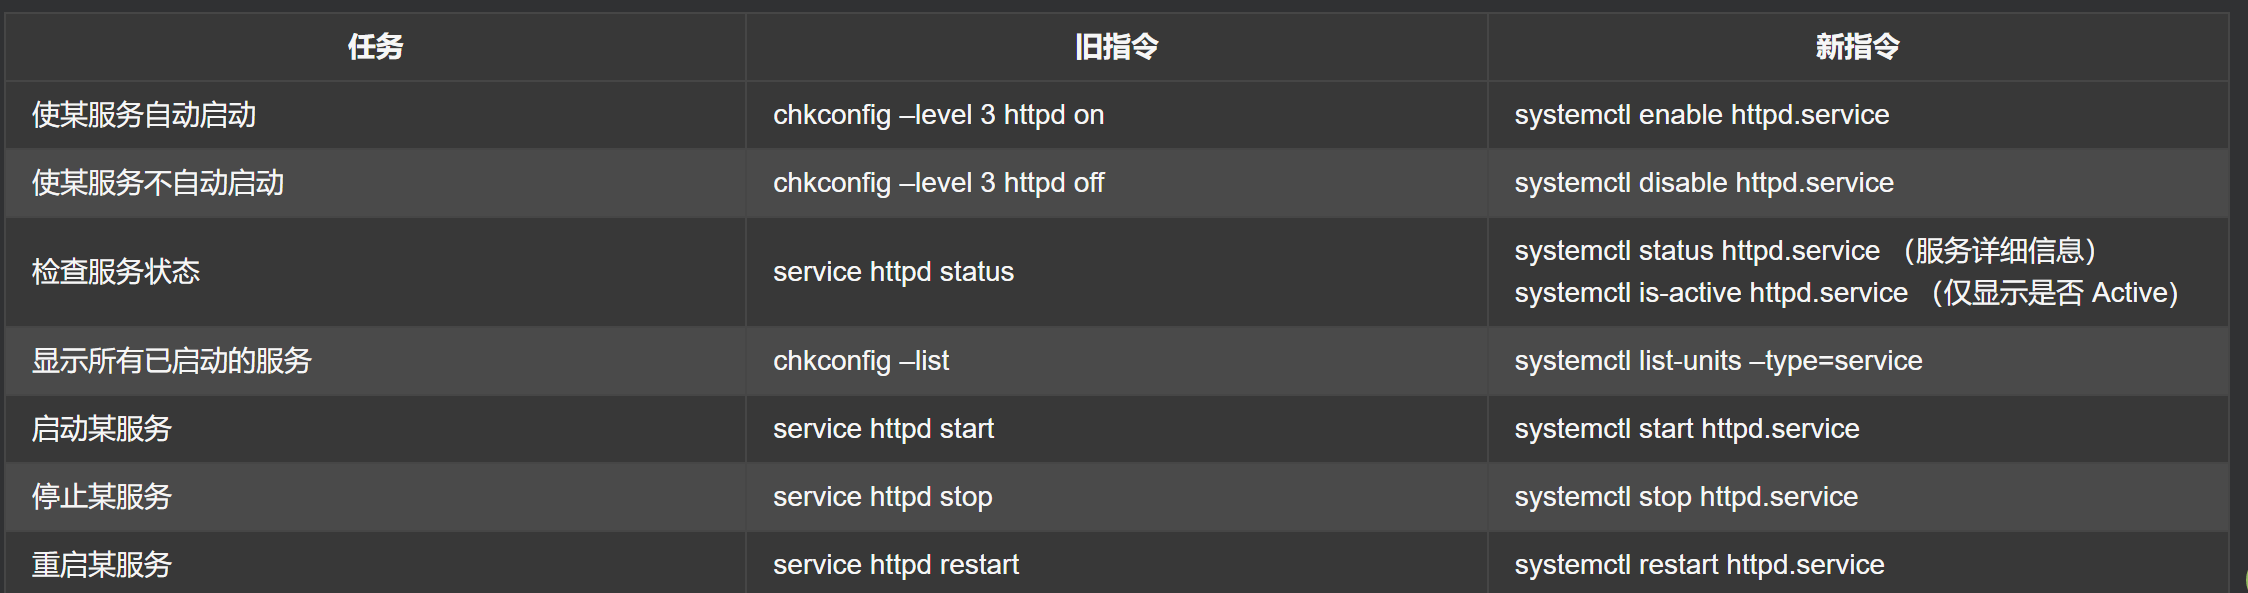 任务
旧指令
新指令
使某服务自动启动
chkconfig –level 3 httpd on
systemctl enable httpd.service
使某服务不自动启动
chkconfig –level 3 httpd off
systemctl disable httpd.service
检查服务状态
service httpd status
systemctl status httpd.service （服务详细信息）
systemctl is-active httpd.service （仅显示是否 Active)
显示所有已启动的服务
chkconfig –list
systemctl list-units –type=service
启动某服务
service httpd start
systemctl start httpd.service
停止某服务
service httpd stop
systemctl stop httpd.service
重启某服务
service httpd restart
systemctl restart httpd.service